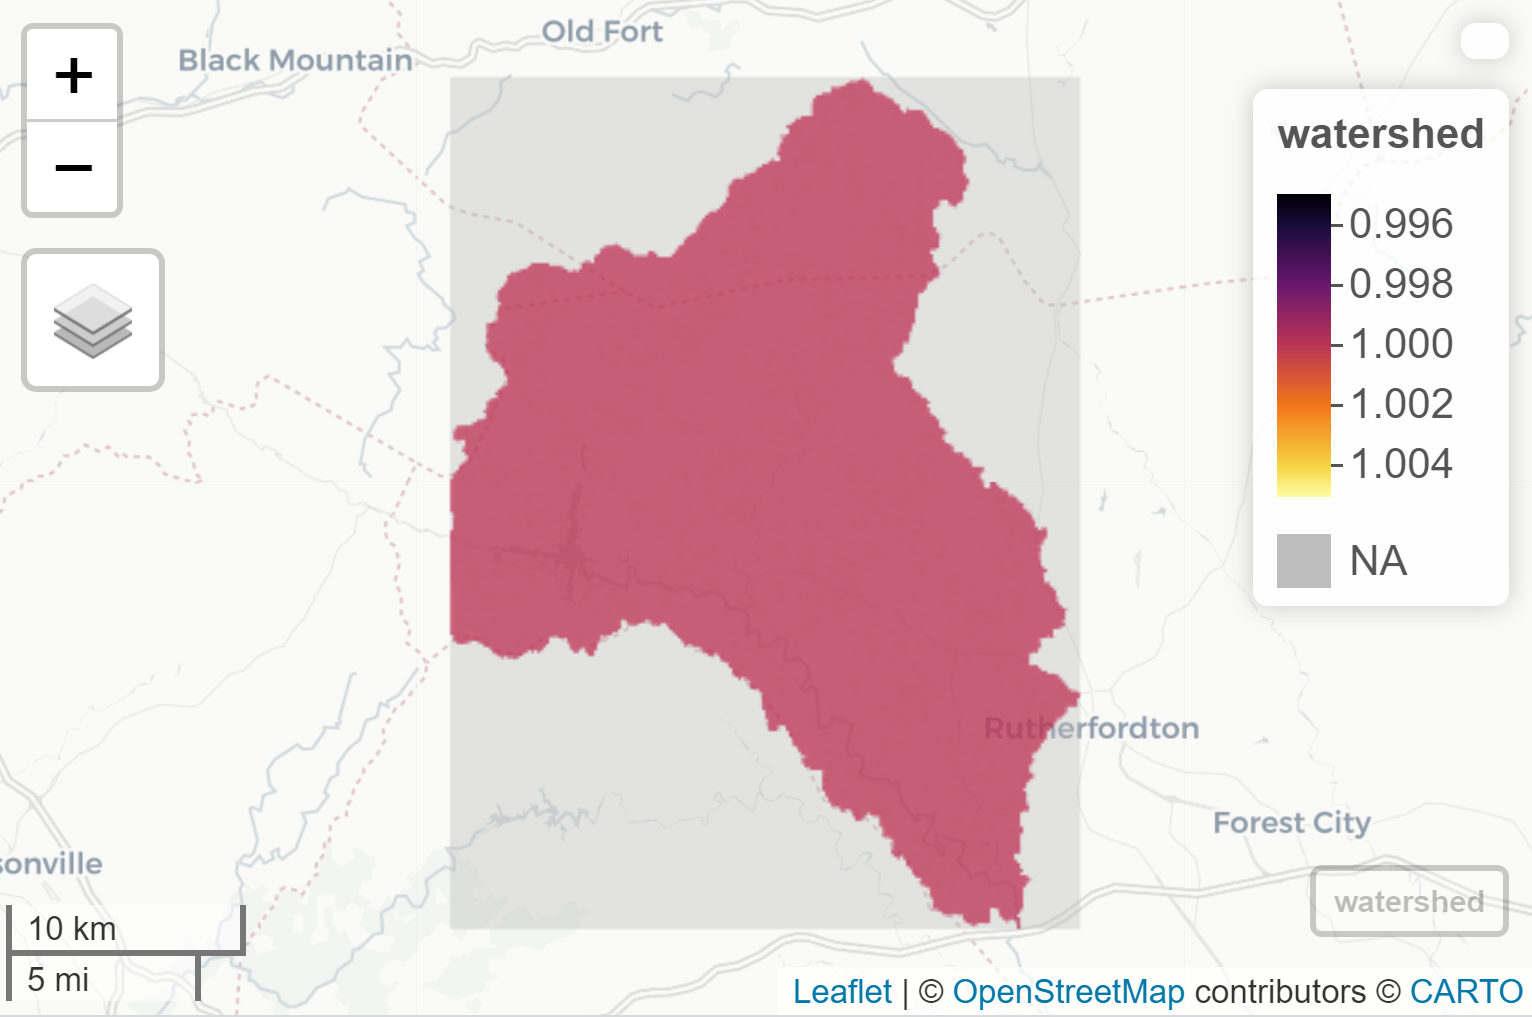 +
−
Black Mountain
Old Fort
watershed
0.996
0.998
1.000
1.002
1.004
NA
Rutherfordton
Forest City
sonville
watershed
10 km
5 mi
Leaflet | © OpenStreetMap contributors © CARTO